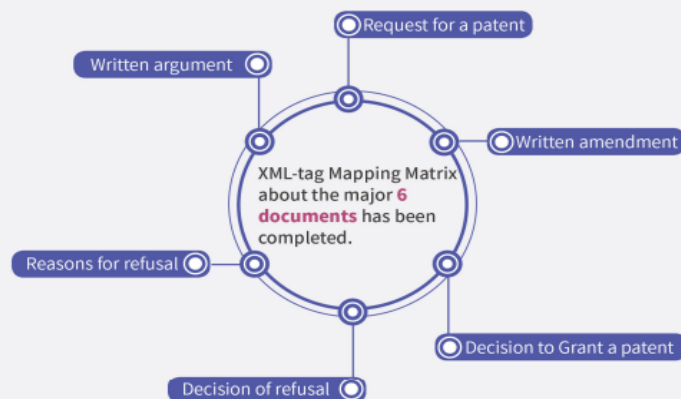 Request for a patent
Written argument
Written amendment
XML-tag Mapping Matrix
about the major 6
documents has been
completed.
Reasons for refusal
Decision to Grant a patent
Decision of refusal